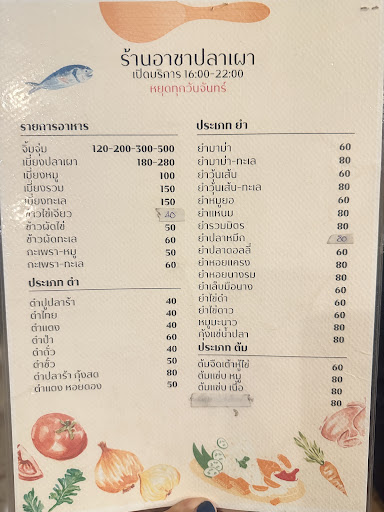 ร้านอาชาปลาเผา
เปิดบริการ 16:00-22:00
หยุดทุกวันจันทร์
รายการอาหาร
จิ้มจุ่ม 120-200-300-500
เมี่ยงปลาเผา 180-280
เมี่ยงหมู 100
เมี่ยงรวม 150
เมี่ยงทะเล 150
ข้าวไข่เจียว 40
ข้าวผัดไข่ 50
ข้าวผัดทะเล 60
กะเพรา-หมู 50
กะเพรา-ทะเล 60
ประเภท ตำ
ตำปูปลาร้า 40
ตำไทย 40
ตำแตง 40
ตำป่า 60
ตำถั่ว 40
ตำซั่ว 50
ตำปลาร้า กุ้งสด 80
ตำแตง หอยดอง 50
ประเภท ยำ
ยำมาม่า 60
ยำมาม่า-ทะเล 80
ยำวุ้นเส้น 60
ยำวุ้นเส้น-ทะเล 80
ยำหมูยอ 60
ยำแหนม 80
ยำรวมมิตร 80
ยำปลาหมึก 80
ยำปลาดอลลี่ 60
ยำหอยแครง 80
ยำหอยนางรม 80
ยำเล็บมือนาง 60
ยำไข่ดำ 60
ยำไข่ดาว 60
หมูมะนาว 80
กุ้งแช่น้ำปลา 80
ประเภท ต้ม
ต้มจืดเต้าหู้ไข่ 60
ต้มแซ่บ หมู 80
ต้มแซ่บ เนื้อ 80
80